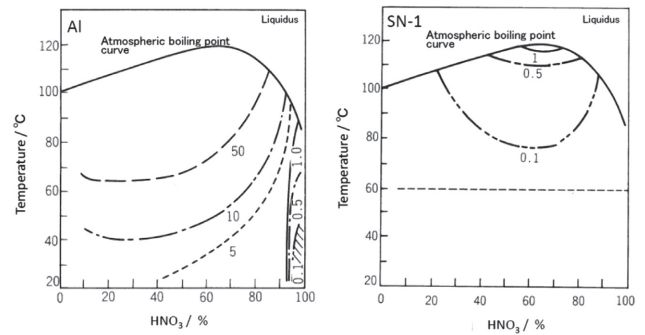 Al
Liquidus
Atmospheric boiling point
curve
120
100
80
60
40
20
50
10
5
1.0
0.5
0.1
0 20 40 60 80 100
Temperature / °C
HNO3 / %
SN-1
Liquidus
Atmospheric boiling point
curve
120
100
80
60
40
20
1
0.5
0.1
0 20 40 60 80 100
Temperature / °C
HNO3 / %